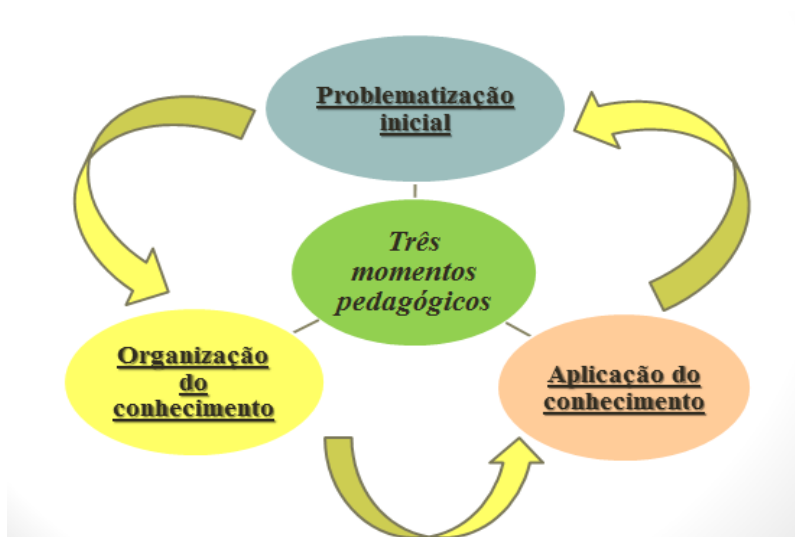 Problematização
inicial
Três
momentos
pedagógicos
Organização
do
conhecimento
Aplicação do
conhecimento